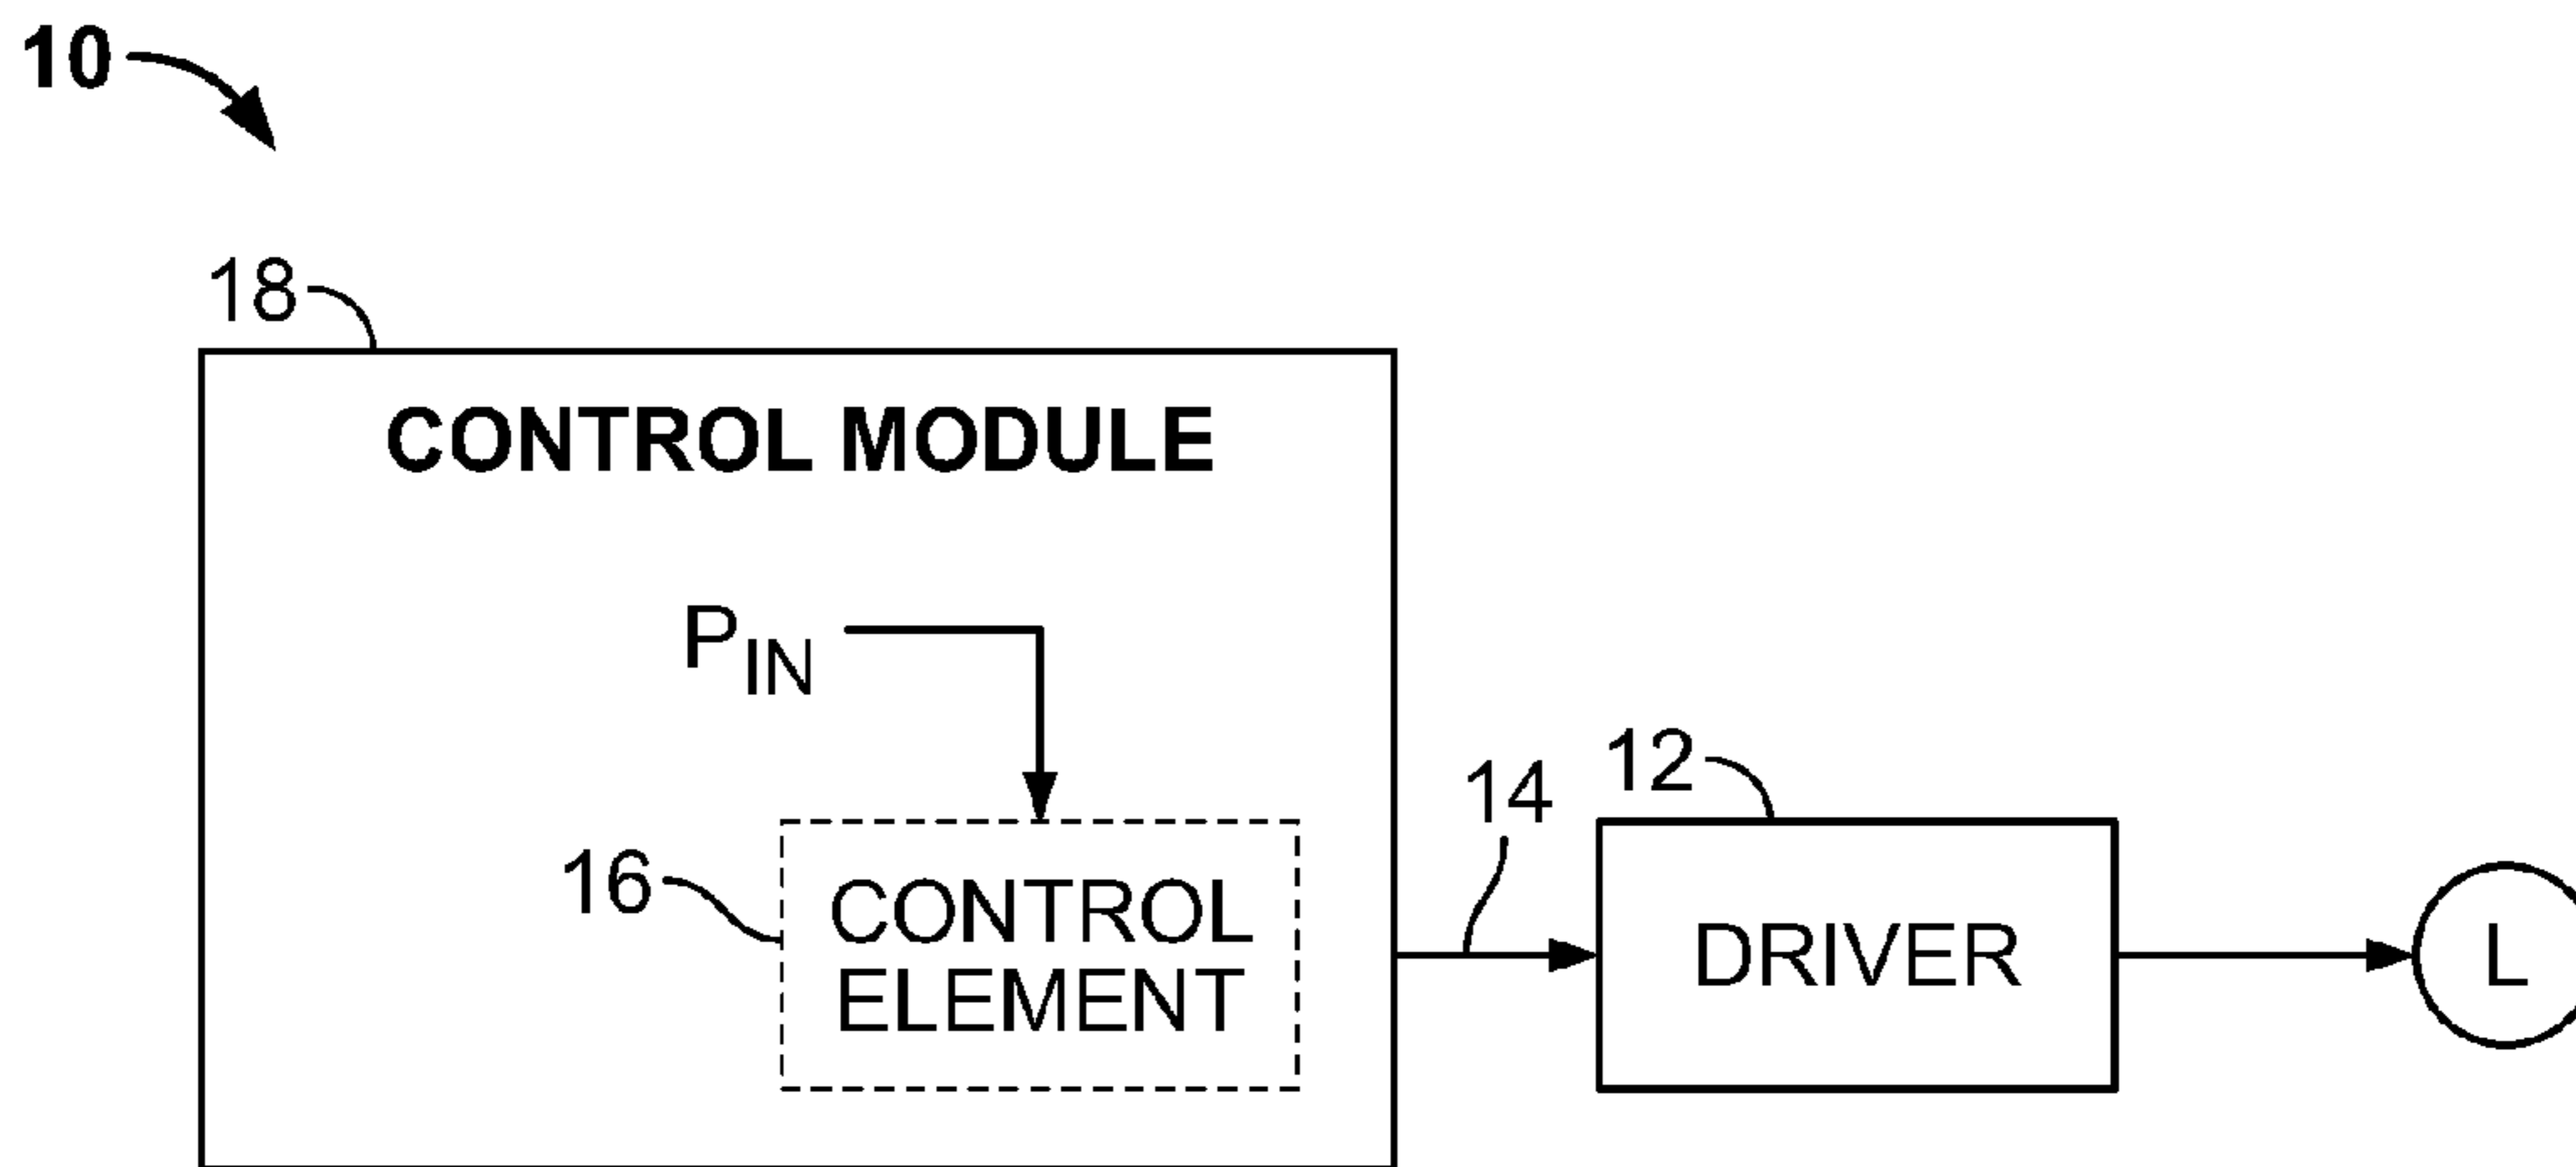 10
18
CONTROL MODULE
PIN
12
14
16
CONTROL
ELEMENT
DRIVER
L